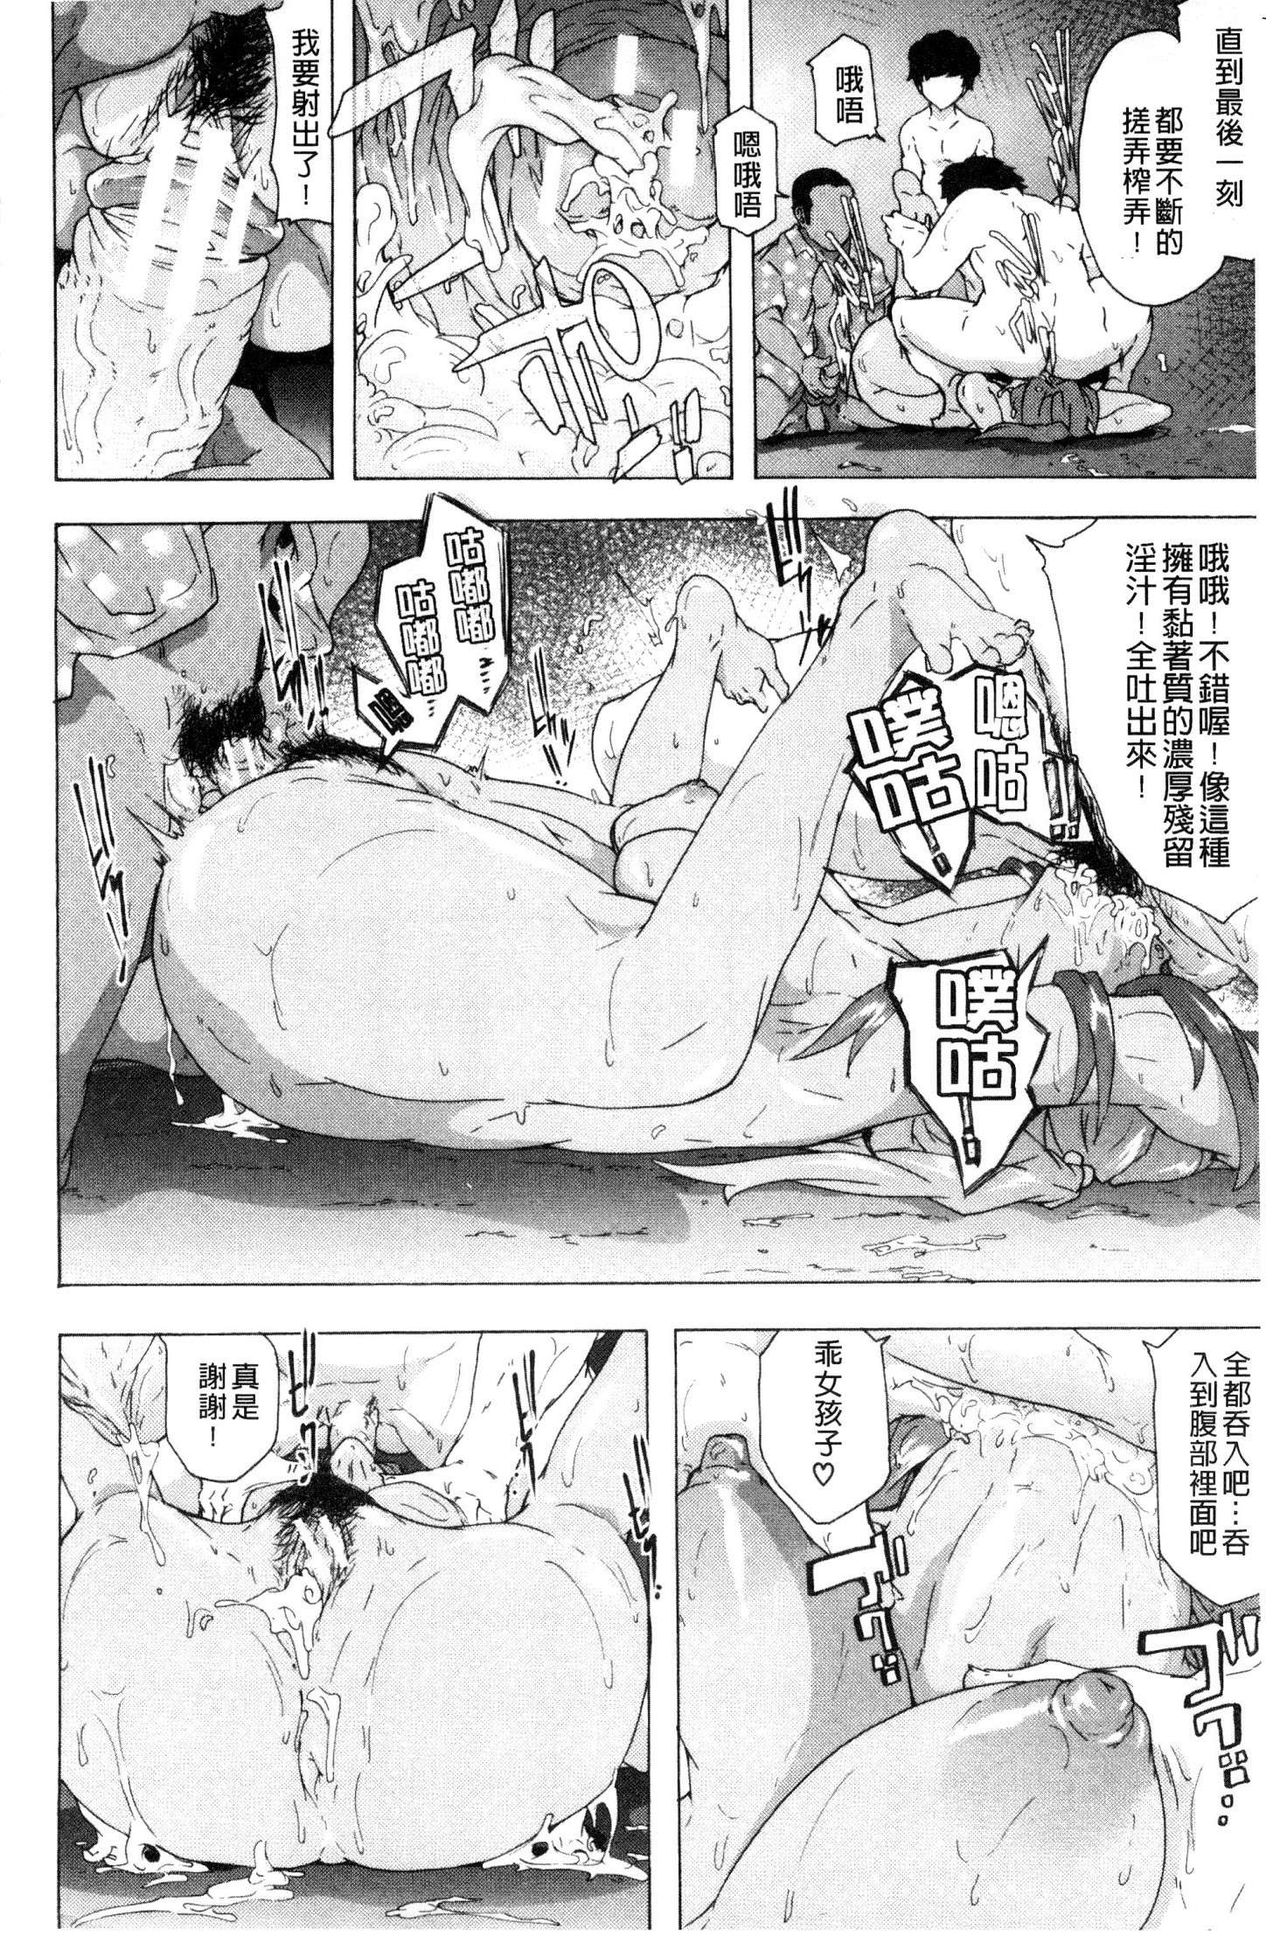 直到最後一刻
都要不斷的
搓弄榨弄！
哦唔
嗯哦唔
我要射出了！
哦哦！不錯喔！像這種
擁有黏著質的濃厚殘留
淫汁！全吐出來！
嗯咕
噗咕
咕嘟嘟
咕嘟嘟
噗咕
全都吞入吧…吞
入到腹部裡面吧
乖女孩子♡
真是
謝謝！